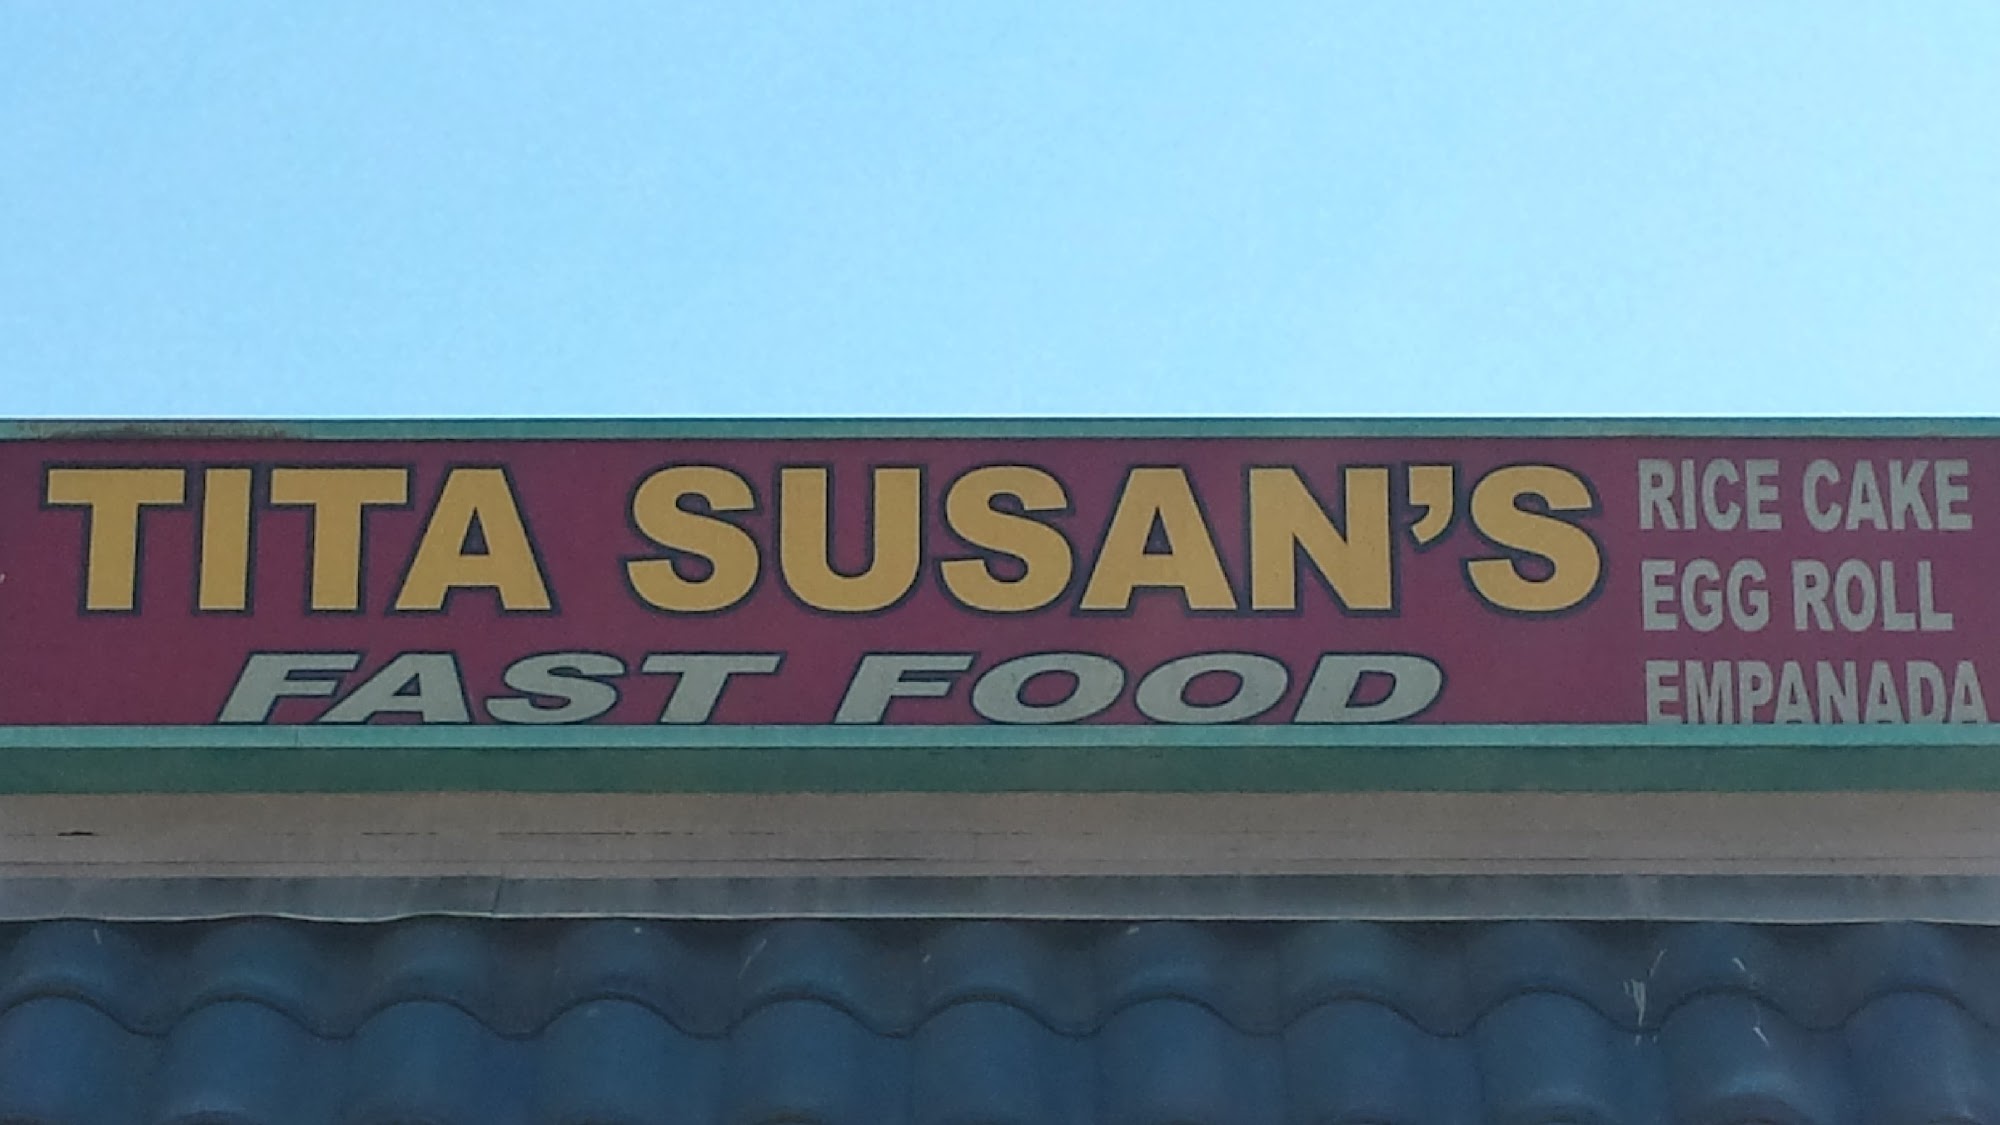 TITA SUSAN'S
FAST FOOD
RICE CAKE
EGG ROLL
EMPANADA